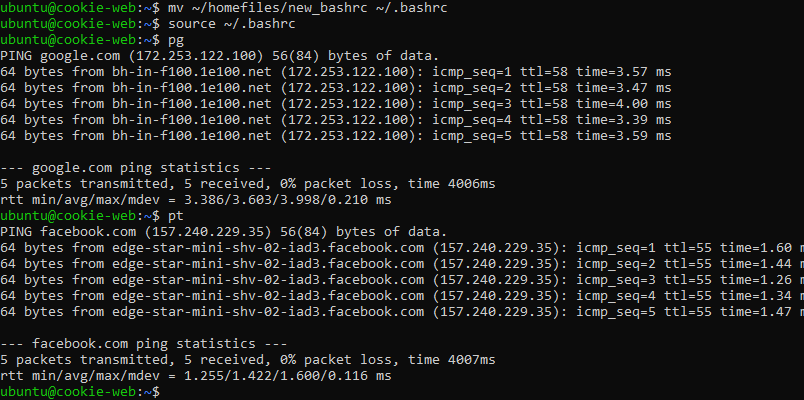 ubuntu@cookie-web:~$ mv ~/homefiles/new_bashrc ~/.bashrc
ubuntu@cookie-web:~$ source ~/.bashrc
ubuntu@cookie-web:~$ pg
PING google.com (172.253.122.100) 56(84) bytes of data.
64 bytes from bh-in-f100.1e100.net (172.253.122.100): icmp_seq=1 ttl=58 time=3.57 ms
64 bytes from bh-in-f100.1e100.net (172.253.122.100): icmp_seq=2 ttl=58 time=3.47 ms
64 bytes from bh-in-f100.1e100.net (172.253.122.100): icmp_seq=3 ttl=58 time=4.00 ms
64 bytes from bh-in-f100.1e100.net (172.253.122.100): icmp_seq=4 ttl=58 time=3.39 ms
64 bytes from bh-in-f100.1e100.net (172.253.122.100): icmp_seq=5 ttl=58 time=3.59 ms
--- google.com ping statistics ---
5 packets transmitted, 5 received, 0% packet loss, time 4006ms
rtt min/avg/max/mdev = 3.386/3.603/3.998/0.210 ms
ubuntu@cookie-web:~$ pt
PING facebook.com (157.240.229.35) 56(84) bytes of data.
64 bytes from edge-star-mini-shv-02-iad3.facebook.com (157.240.229.35): icmp_seq=1 ttl=55 time=1.60 m
64 bytes from edge-star-mini-shv-02-iad3.facebook.com (157.240.229.35): icmp_seq=2 ttl=55 time=1.44 m
64 bytes from edge-star-mini-shv-02-iad3.facebook.com (157.240.229.35): icmp_seq=3 ttl=55 time=1.26 m
64 bytes from edge-star-mini-shv-02-iad3.facebook.com (157.240.229.35): icmp_seq=4 ttl=55 time=1.34 m
64 bytes from edge-star-mini-shv-02-iad3.facebook.com (157.240.229.35): icmp_seq=5 ttl=55 time=1.47 m
--- facebook.com ping statistics ---
5 packets transmitted, 5 received, 0% packet loss, time 4007ms
rtt min/avg/max/mdev = 1.255/1.422/1.600/0.116 ms
ubuntu@cookie-web:~$